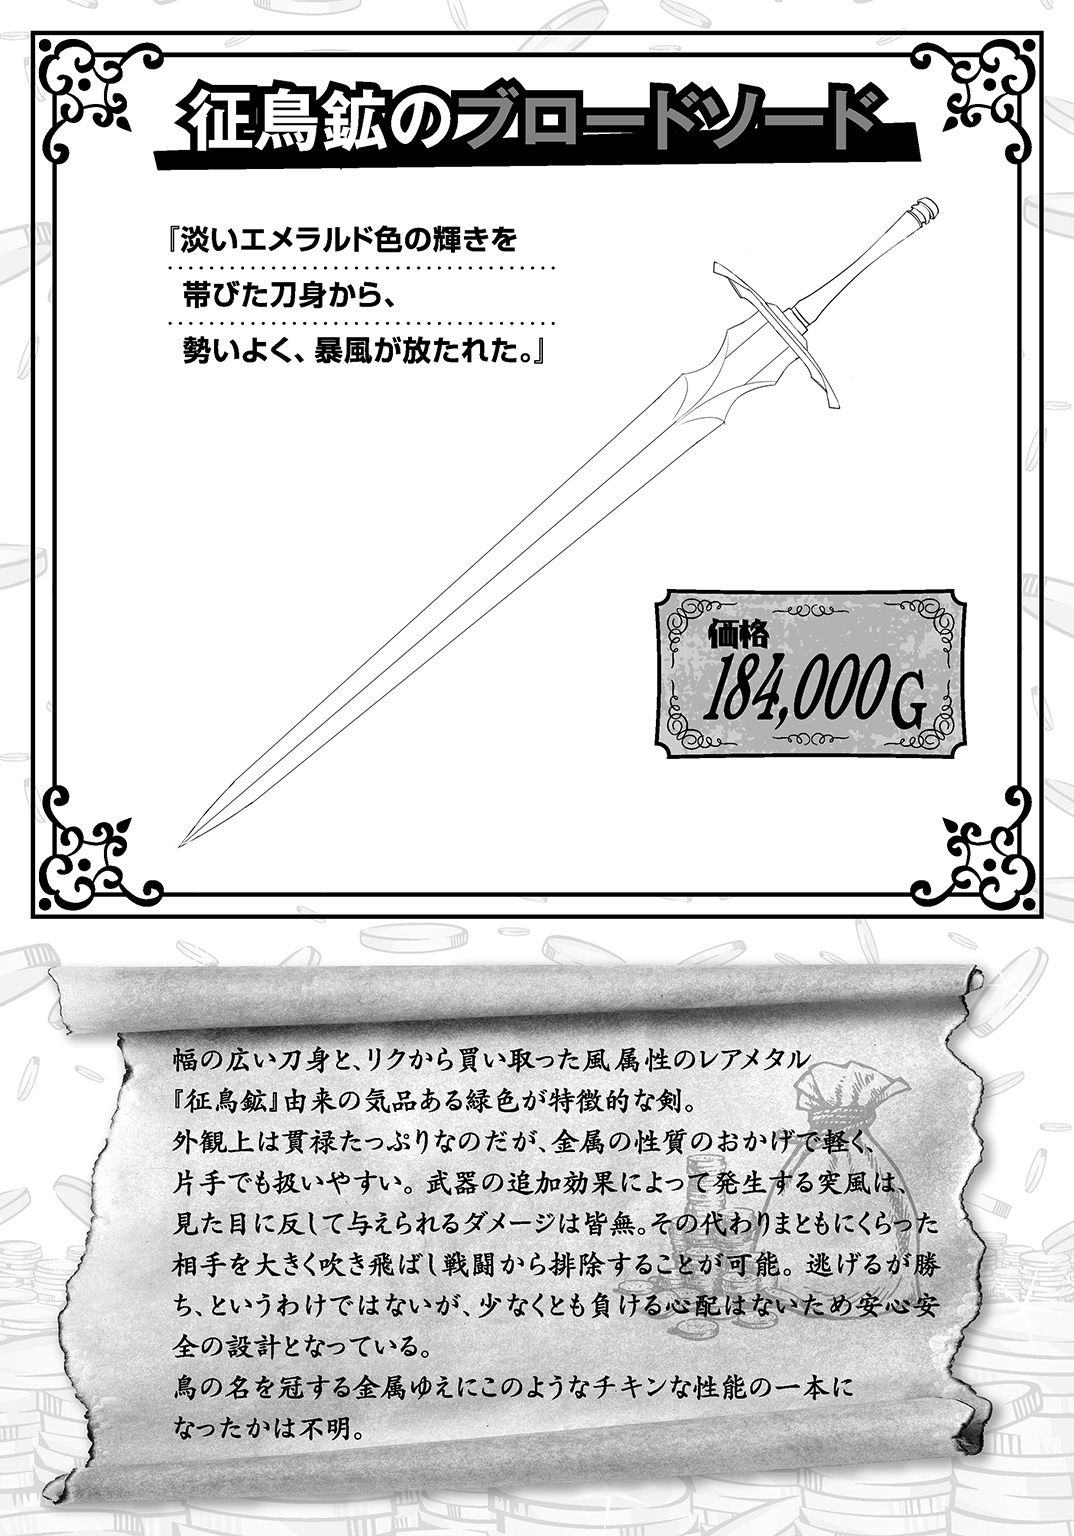 征鳥鉱のブロードソード
『淡いエメラルド色の輝きを
帯びた刀身から、
勢いよく、暴風が放たれた。』
価格
184,000G
幅の広い刀身と、リクから買い取った風属性のレアメタル
『征鳥鉱』由来の気品ある緑色が特徴的な剣。
外観上は貫禄たっぷりなのだが、金属の性質のおかげで軽く、
片手でも扱いやすい。武器の追加効果によって発生する突風は、
見た目に反して与えられるダメージは皆無。その代わりまともにくらった
相手を大きく吹き飛ばし戦闘から排除することが可能。逃げるが勝
ち、というわけではないが、少なくとも負ける心配はないため安心安
全の設計となっている。
鳥の名を冠する金属ゆえにこのようなチキンな性能の一本に
なったかは不明。